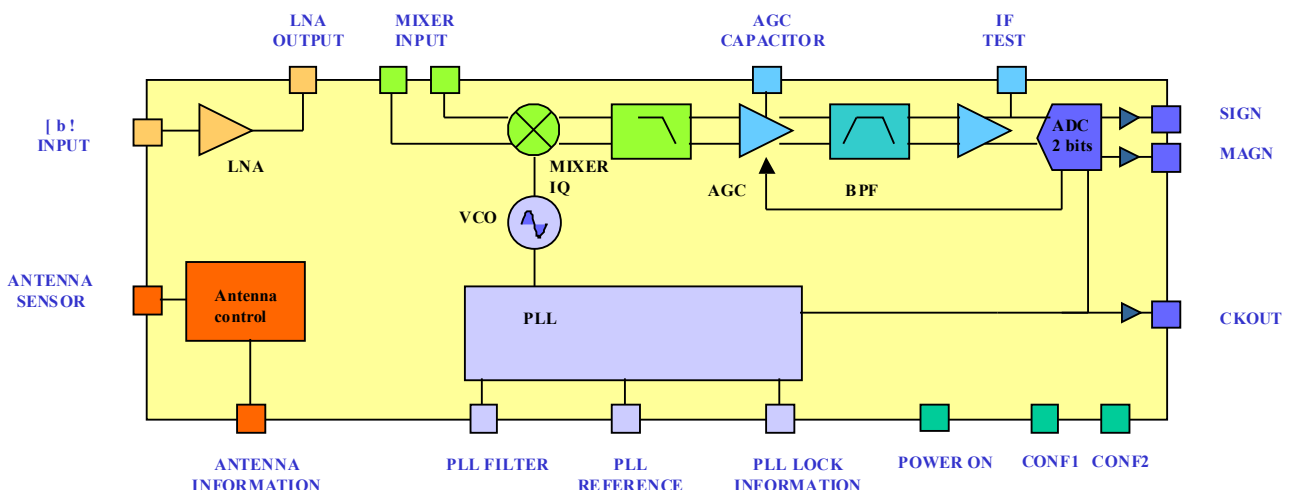 LNA
OUTPUT
MIXER
INPUT
AGC
CAPACITOR
IF
TEST
[ b!
INPUT
LNA
MIXER
IQ
VCO
AGC
BPF
ADC
2 bits
SIGN
MAGN
ANTENNA
SENSOR
Antenna
control
PLL
CKOUT
ANTENNA
INFORMATION
PLL FILTER
PLL
REFERENCE
PLL LOCK
INFORMATION
POWER ON
CONF1
CONF2